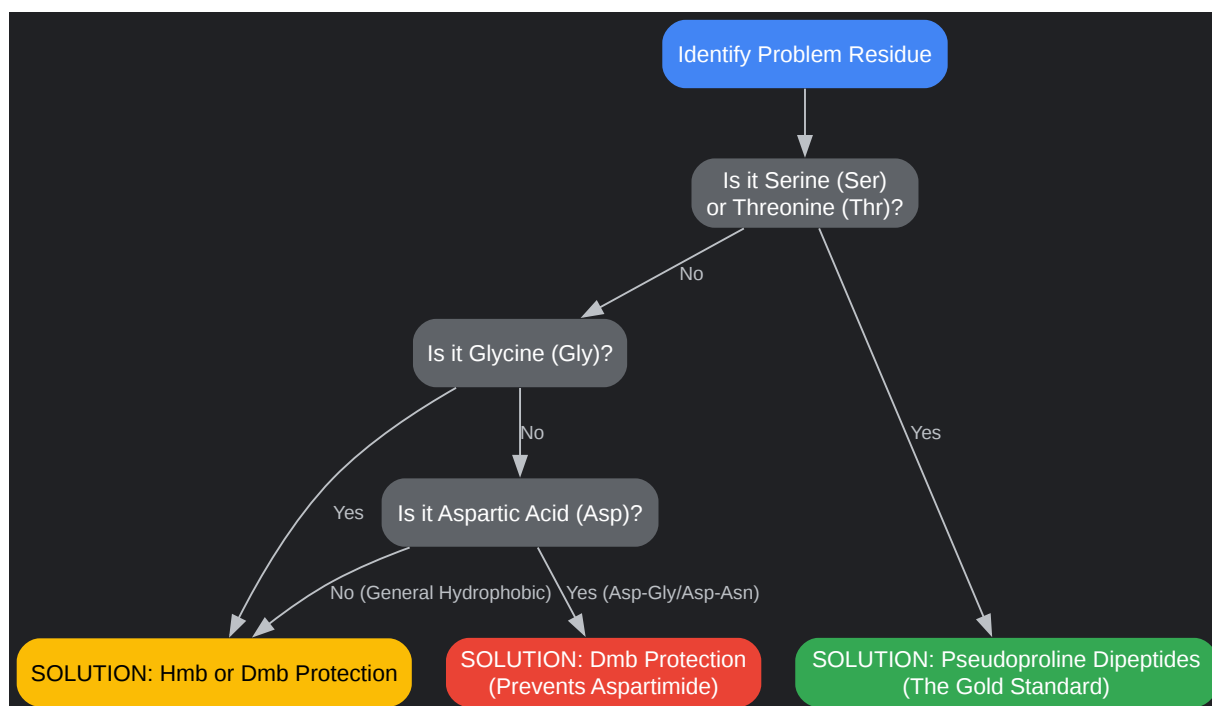 Identify Problem Residue
Is it Serine (Ser)
or Threonine (Thr)?
No
Is it Glycine (Gly)?
No
Yes
Yes
Is it Aspartic Acid (Asp)?
No (General Hydrophobic)
Yes (Asp-Gly/Asp-Asn)
SOLUTION: Hmb or Dmb Protection
SOLUTION: Dmb Protection
(Prevents Aspartimide)
SOLUTION: Pseudoproline Dipeptides
(The Gold Standard)